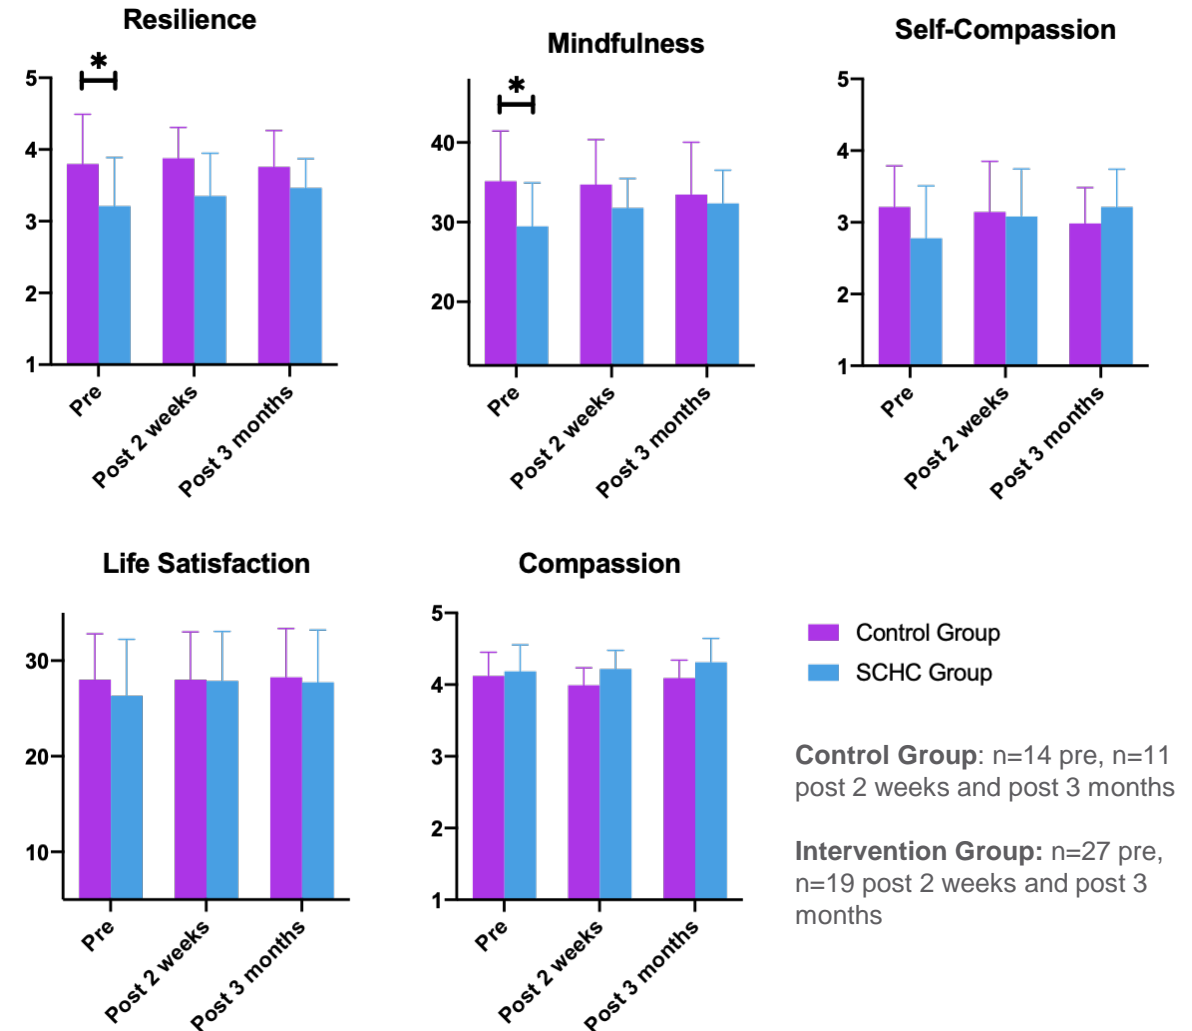 Resilience
*
5
4
3
2
1
Pre
Post 2 weeks
Post 3 months
Mindfulness
*
40
30
20
Pre
Post 2 weeks
Post 3 months
Self-Compassion
5
4
3
2
1
Pre
Post 2 weeks
Post 3 months
Life Satisfaction
30
20
10
Pre
Post 2 weeks
Post 3 months
Compassion
5
4
3
2
1
Pre
Post 2 weeks
Post 3 months
Control Group
SCHC Group
Control Group: n=14 pre, n=11
post 2 weeks and post 3 months
Intervention Group: n=27 pre,
n=19 post 2 weeks and post 3
months